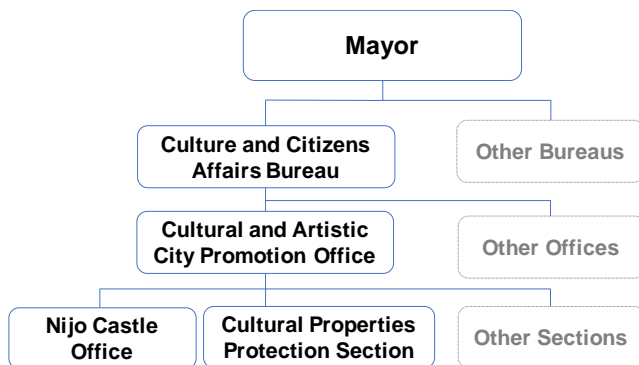 Mayor
Culture and Citizens
Affairs Bureau
Other Bureaus
Cultural and Artistic
City Promotion Office
Other Offices
Nijo Castle
Office
Cultural Properties
Protection Section
Other Sections